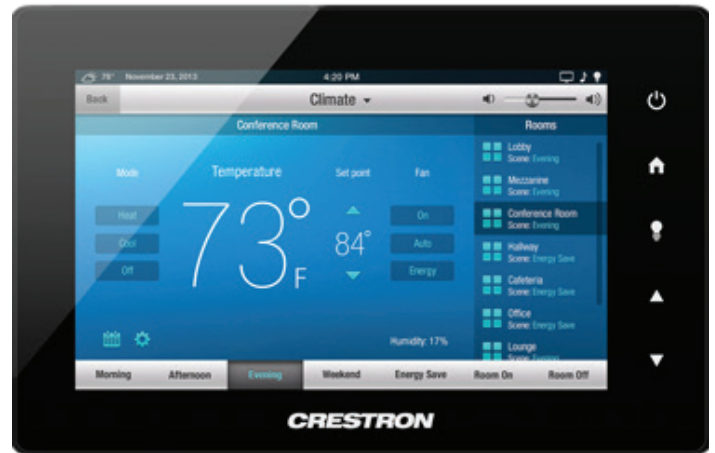 78° November 23, 2013 4:20 PM
Back Climate
Conference Room Rooms
Mode Temperature Set point Fan
Heat
Cool
Off
73°F
84°
On
Auto
Energy
Humidity: 17%
Lobby
Scene: Evening
Mezzanine
Scene: Evening
Conference Room
Scene: Evening
Hallway
Scene: Energy Save
Cafeteria
Scene: Energy Save
Office
Scene: Energy Save
Lounge
Scene: Evening
Morning Afternoon Evening Weekend Energy Save Room On Room Off
CRESTRON